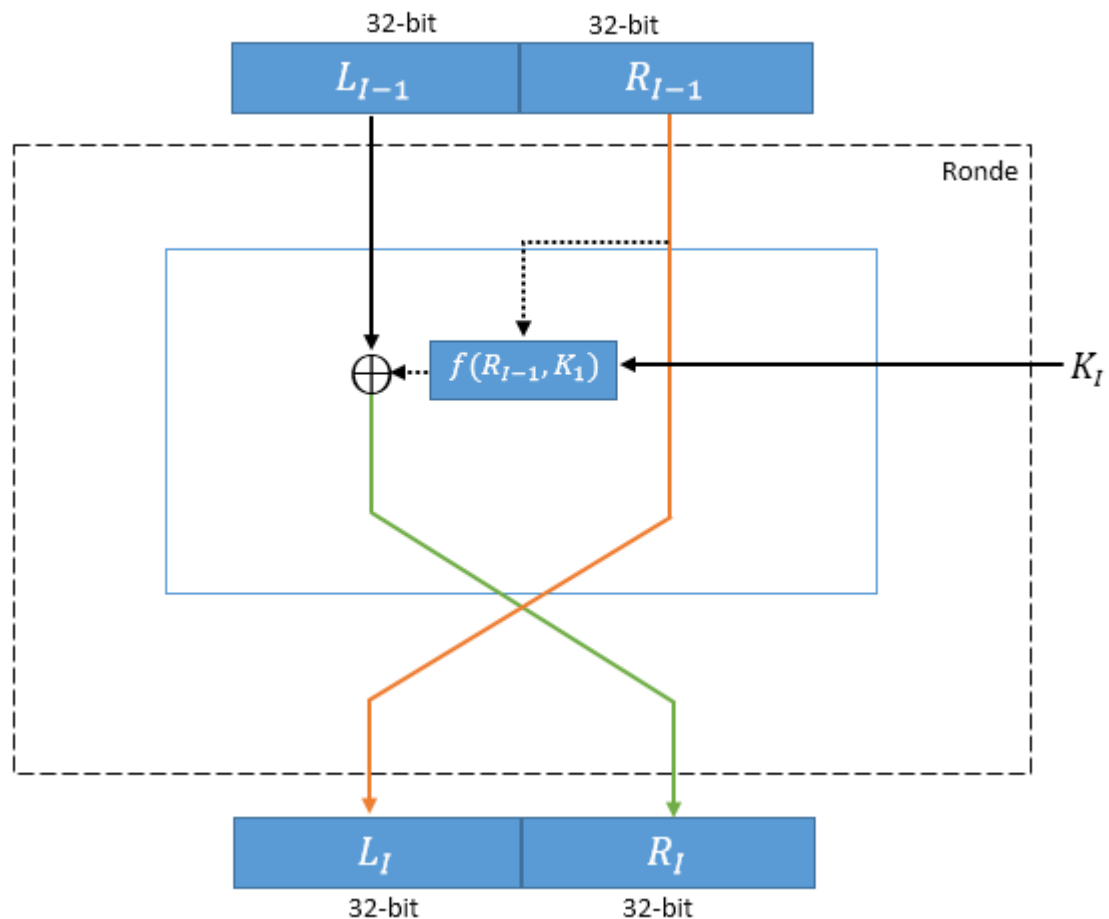 32-bit 32-bit
L_{I-1} R_{I-1}
Ronde
f(R_{I-1}, K_1)
K_I
L_I R_I
32-bit 32-bit